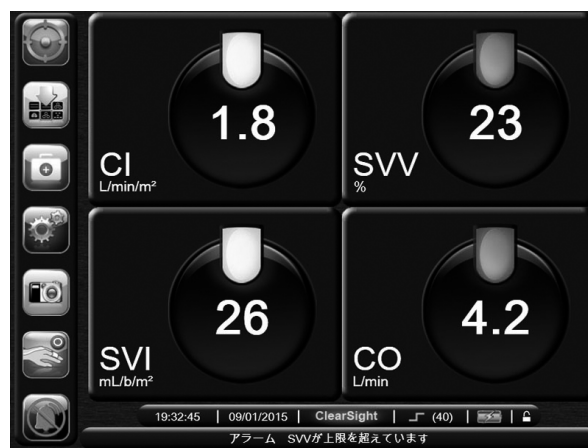 1.8
CI
L/min/m²
23
SVV
%
26
SVI
mL/b/m²
4.2
CO
L/min
19:32:45 | 09/01/2015 | ClearSight | (40)
アラーム SVVが上限を超えています